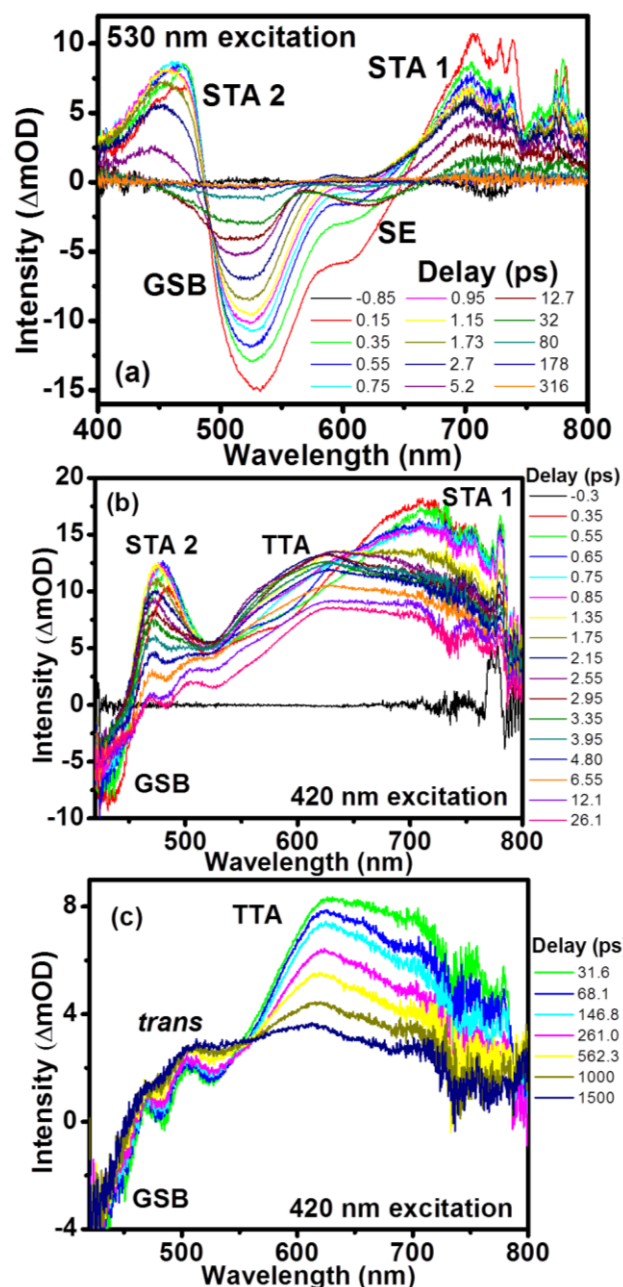 530 nm excitation
STA 2
STA 1
GSB
SE
Delay (ps)
-0.85 0.95 12.7
0.15 1.15 32
0.35 1.73 80
0.55 2.7 178
0.75 5.2 316
(a)
Intensity (ΔmOD)
10
5
0
-5
-10
-15
400 500 600 700 800
Wavelength (nm)
(b)
STA 2
TTA
STA 1
GSB
420 nm excitation
Intensity (ΔmOD)
20
15
10
5
0
-5
-10
500 600 700 800
Wavelength (nm)
Delay (ps)
-0.3
0.35
0.55
0.65
0.75
0.85
1.35
1.75
2.15
2.55
2.95
3.35
3.95
4.80
6.55
12.1
26.1
(c)
TTA
trans
GSB
420 nm excitation
Intensity (ΔmOD)
8
4
0
-4
500 600 700 800
Wavelength (nm)
Delay (ps
31.6
68.1
146.8
261.0
562.3
1000
1500